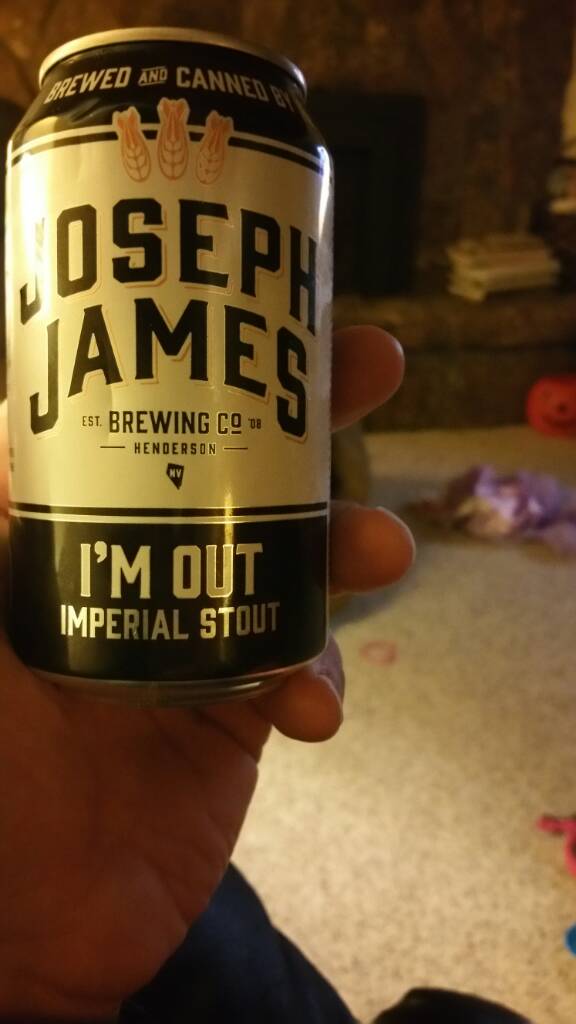 BREWED AND CANNED BY
JOSEPH
JAMES
EST. BREWING CO '08
HENDERSON
NV
I'M OUT
IMPERIAL STOUT